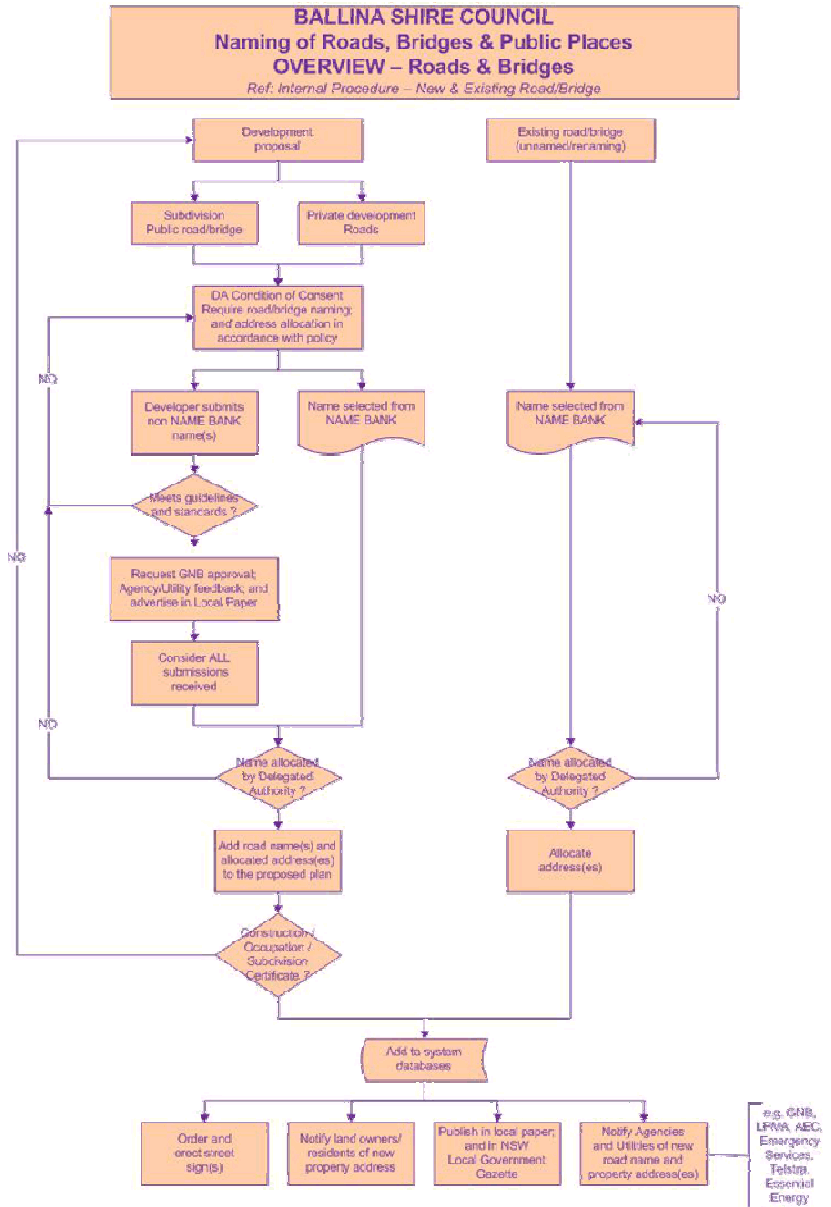 BALLINA SHIRE COUNCIL
Naming of Roads, Bridges & Public Places
OVERVIEW – Roads & Bridges
Ref: Internal Procedure – New & Existing Road/Bridge
Development
proposal
Existing road/bridge
(unnamed/renaming)
Subdivision
Public road/bridge
Private development
Roads
DA Condition of Consent
Require road/bridge naming;
and address allocation in
accordance with policy
NO
Developer submits
non NAME BANK
name(s)
Name selected from
NAME BANK
Name selected from
NAME BANK
Meets guidelines
and standards ?
NO
Request GNB approval;
Agency/Utility feedback; and
advertise in Local Paper
NO
Consider ALL
submissions
received
NO
Name allocated
by Delegated
Authority ?
Name allocated
by Delegated
Authority ?
Add road name(s) and
allocated address(es)
to the proposed plan
Allocate
address(es)
Construction /
Occupation /
Subdivision
Certificate ?
Add to system
databases
Order and
erect street
sign(s)
Notify land owners/
residents of new
property address
Publish in local paper;
and in NSW
Local Government
Gazette
Notify Agencies
and Utilities of new
road name and
property address(es)
e.g. GNB,
LPMA, AEC,
Emergency
Services,
Telstra,
Essential
Energy